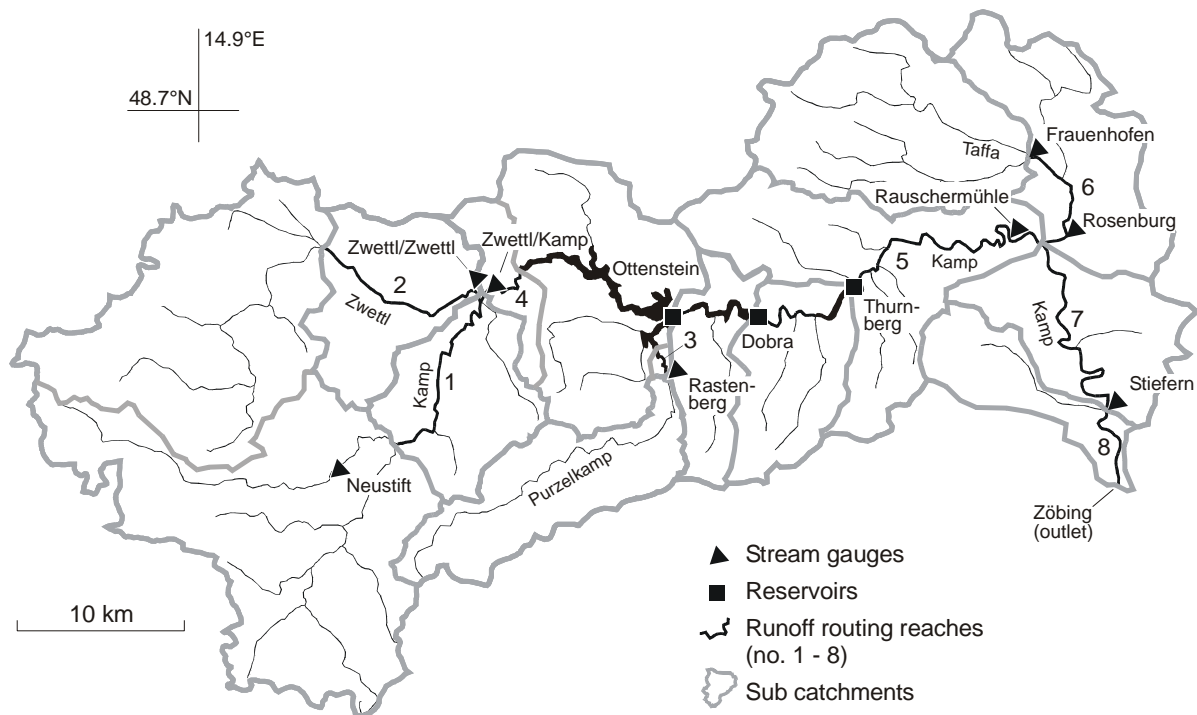 14.9°E
48.7°N
Frauenhofen
Taffa
6
Rauschermühle
Rosenburg
Zwettl/Zwettl
Zwettl/Kamp
Ottenstein
5
Kamp
2
4
Zwettl
Thurn-
berg
7
Kamp
Dobra
3
1
Kamp
Rasten-
berg
Stiefern
8
Neustift
Purzelkamp
Zöbing
(outlet)
Stream gauges
Reservoirs
10 km
Runoff routing reaches
(no. 1 - 8)
Sub catchments